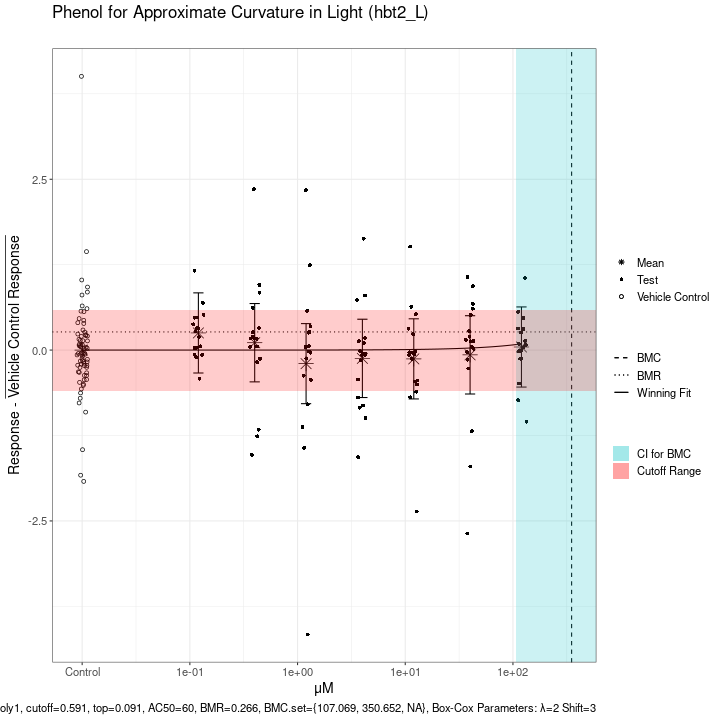 Phenol for Approximate Curvature in Light (hbt2_L)
Response - Vehicle Control Response
2.5
0.0
-2.5
Control
1e-01
1e+00
1e+01
1e+02
μM
Mean
Test
Vehicle Control
BMC
BMR
Winning Fit
CI for BMC
Cutoff Range
oly1, cutoff=0.591, top=0.091, AC50=60, BMR=0.266, BMC.set={107.069, 350.652, NA}, Box-Cox Parameters: λ=2 Shift=3